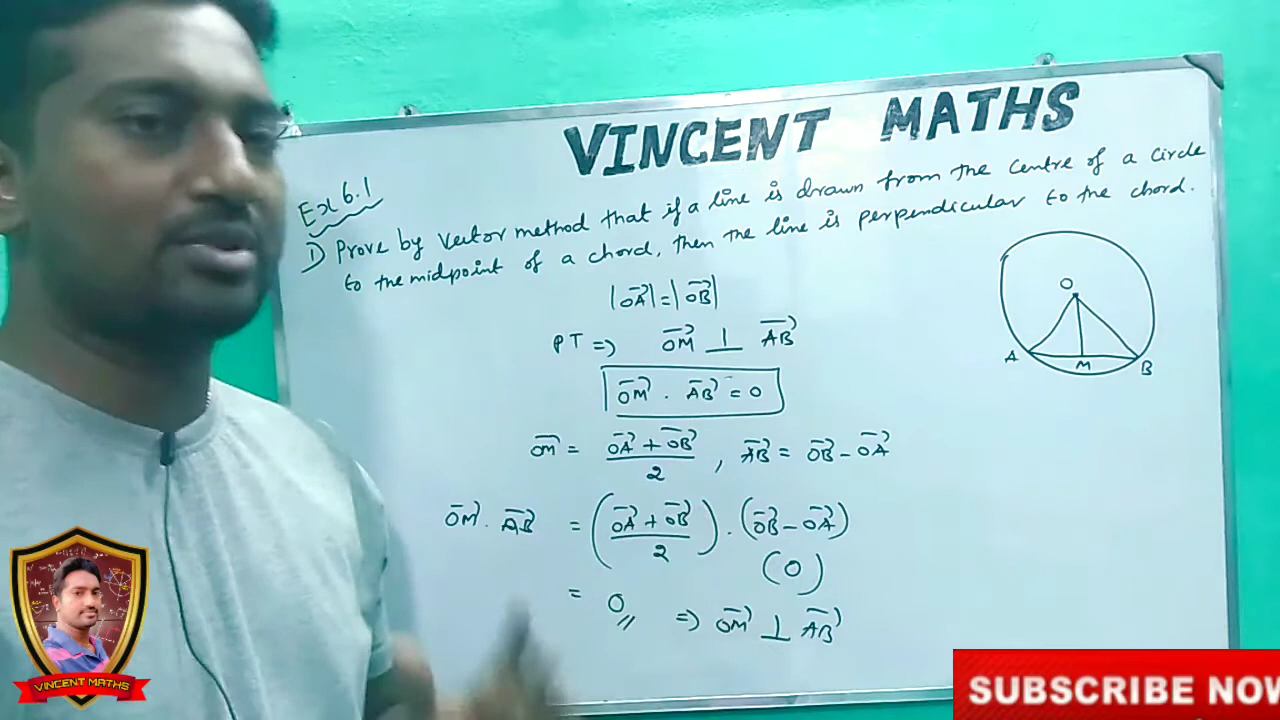 VINCENT MATHS
Ex 6.1
1) Prove by vector method that if a line is drawn from the Centre of a Circle
to the midpoint of a chord, then the line is perpendicular to the chord.
|OA⃗| = |OB⃗|
PT ⇒ OM⃗ ⊥ AB⃗
OM⃗ . AB⃗ = 0
OM⃗ = (OA⃗ + OB⃗)/2 , AB⃗ = OB⃗ - OA⃗
OM⃗ . AB⃗ = ((OA⃗ + OB⃗)/2) . (OB⃗ - OA⃗)
(0)
= 0 ⇒ OM⃗ ⊥ AB⃗
O
A M B
VINCENT MATHS
SUBSCRIBE NOW